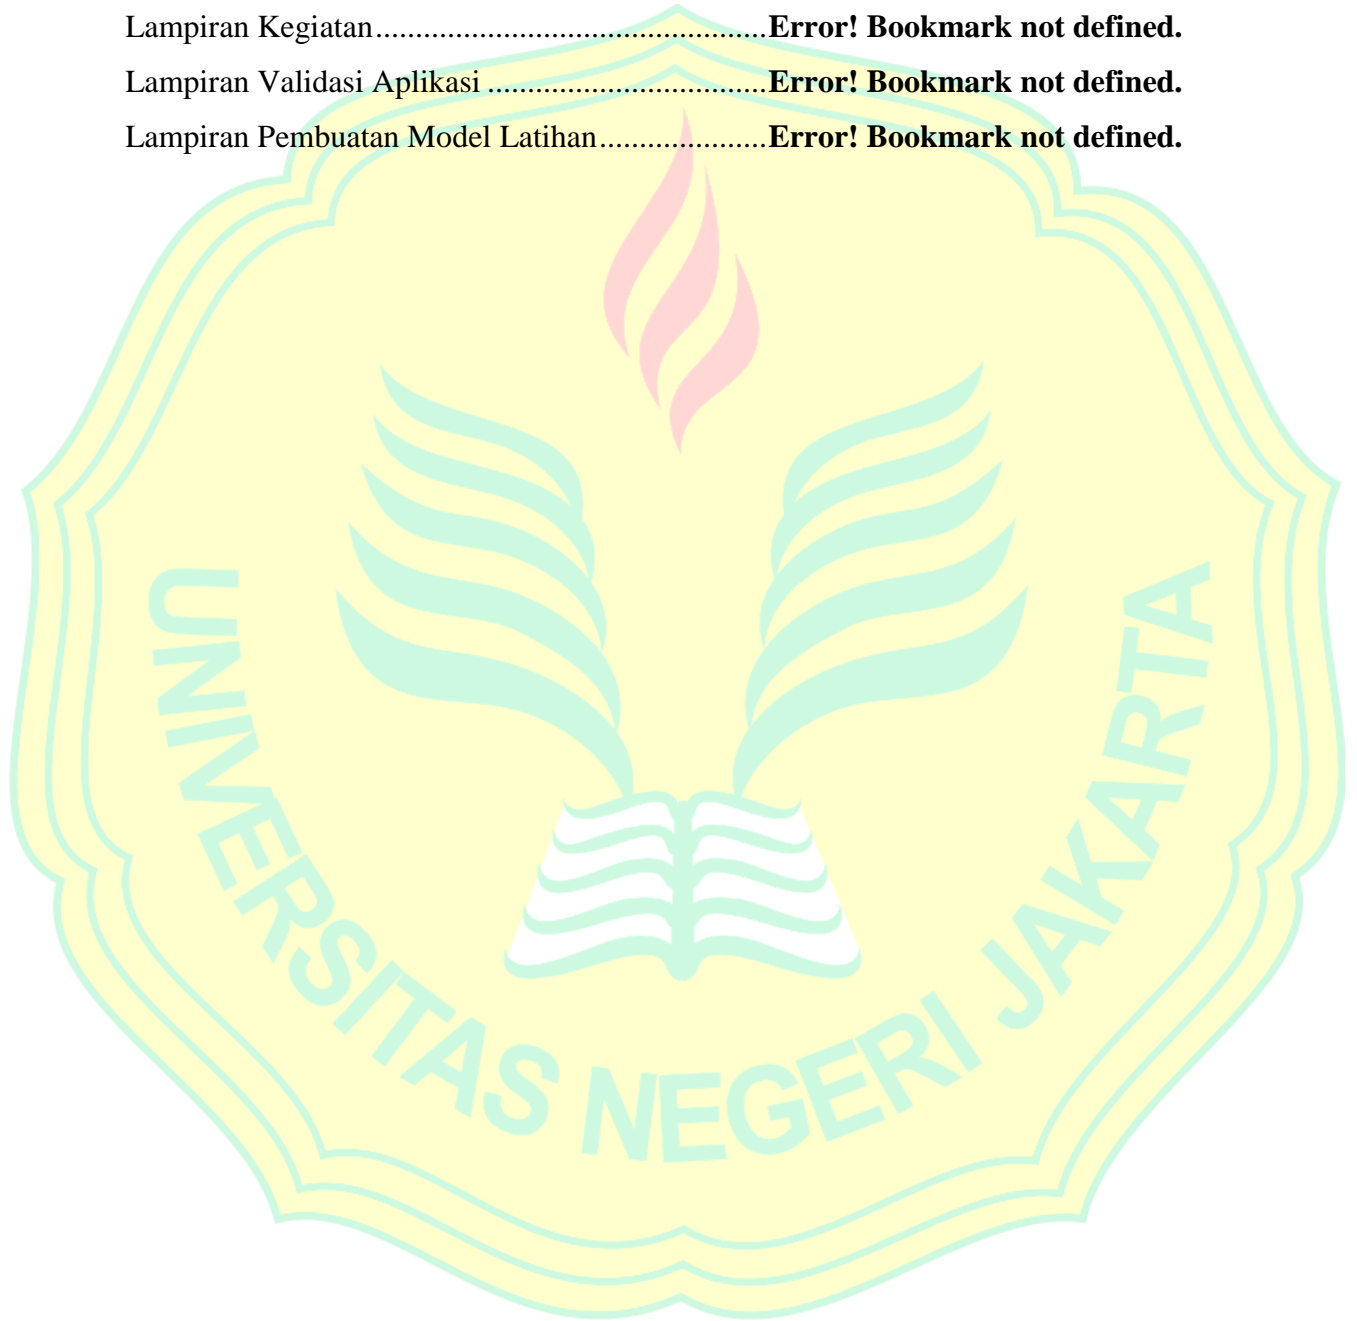 Lampiran Kegiatan.................................................Error! Bookmark not defined.
Lampiran Validasi Aplikasi ...................................Error! Bookmark not defined.
Lampiran Pembuatan Model Latihan.....................Error! Bookmark not defined.
UNIVERSITAS NEGERI JAKARTA